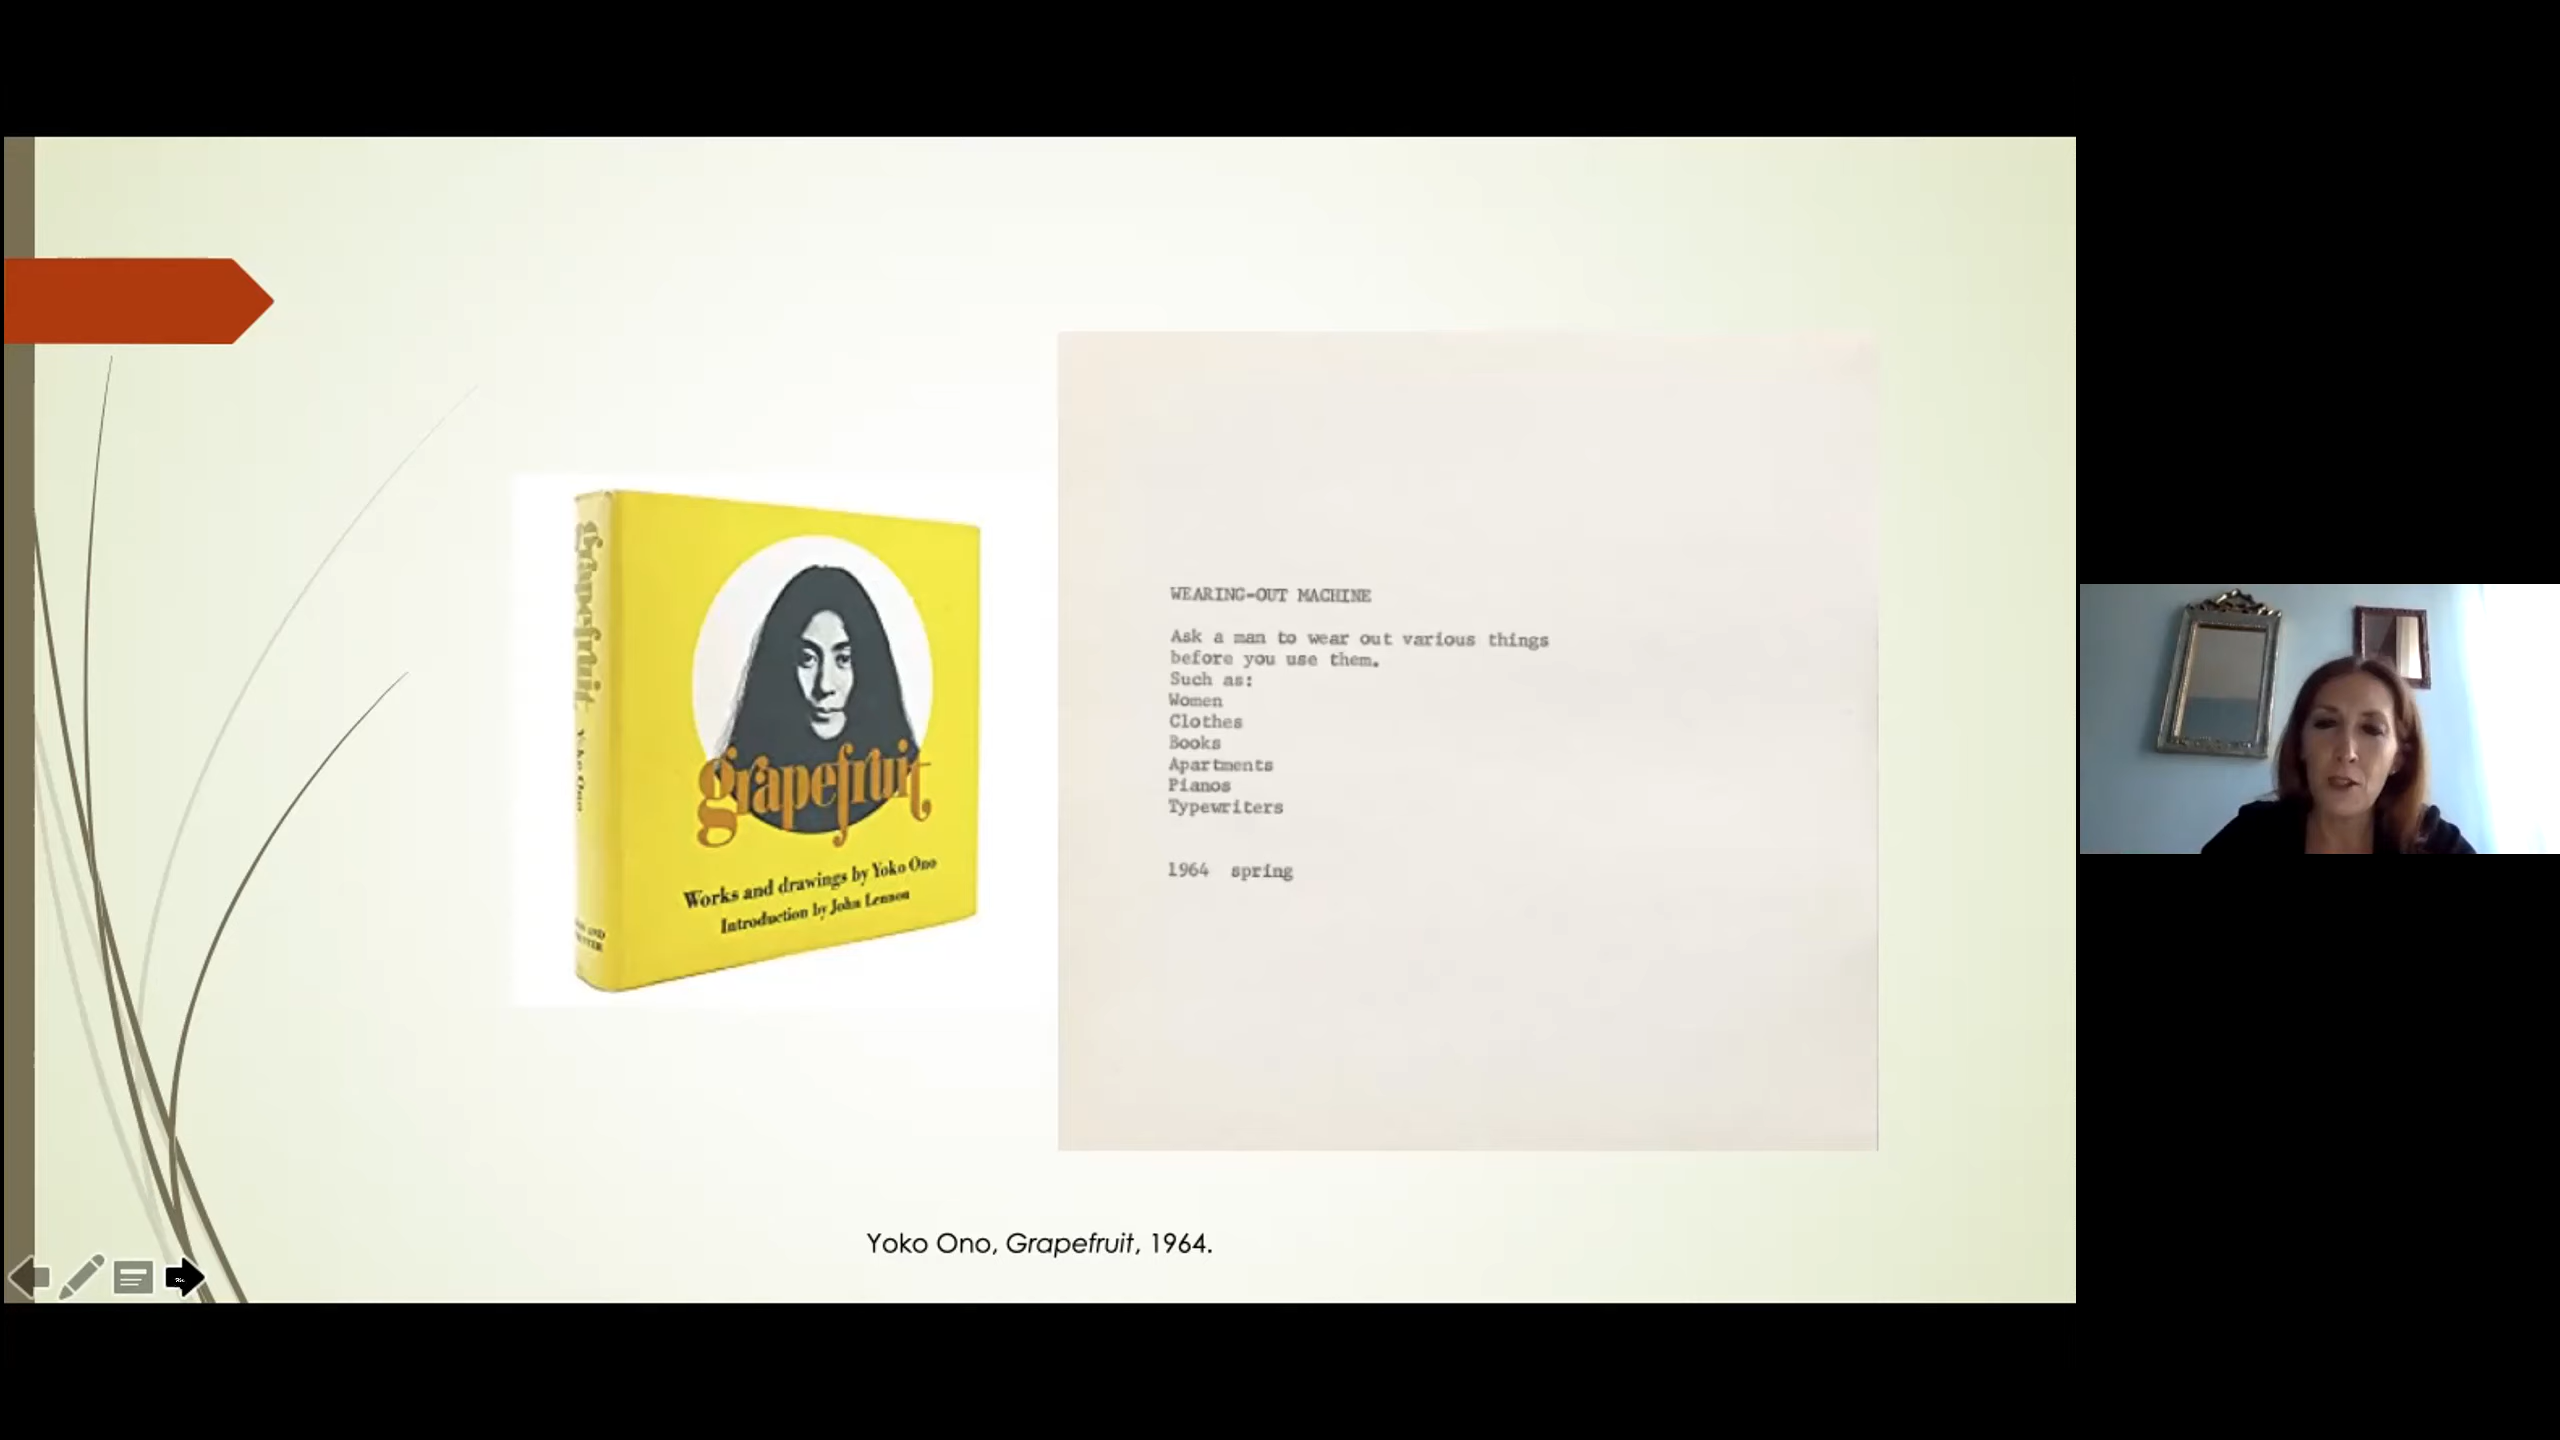 grapefruit
Yoko Ono
grapefruit
Works and drawings by Yoko Ono
Introduction by John Lennon
WEARING-OUT MACHINE
Ask a man to wear out various things
before you use them.
Such as:
Women
Clothes
Books
Apartments
Pianos
Typewriters
1964 spring
Yoko Ono, Grapefruit, 1964.